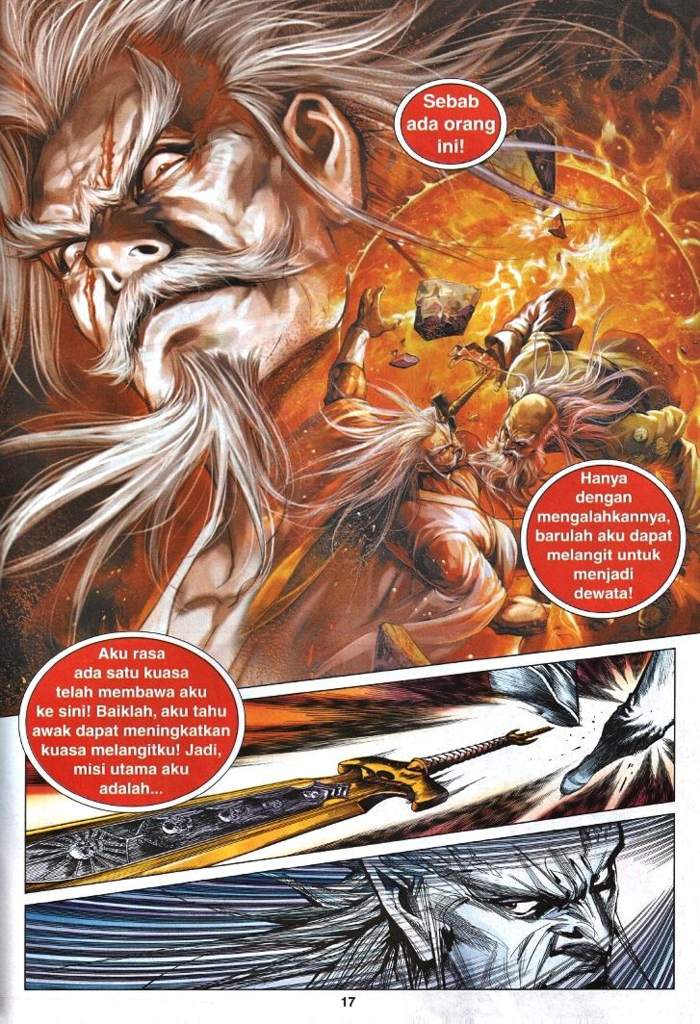 Sebab
ada orang
ini!
Hanya
dengan
mengalahkannya,
barulah aku dapat
melangit untuk
menjadi
dewata!
Aku rasa
ada satu kuasa
telah membawa aku
ke sini! Baiklah, aku tahu
awak dapat meningkatkan
kuasa melangitku! Jadi,
misi utama aku
adalah...
17